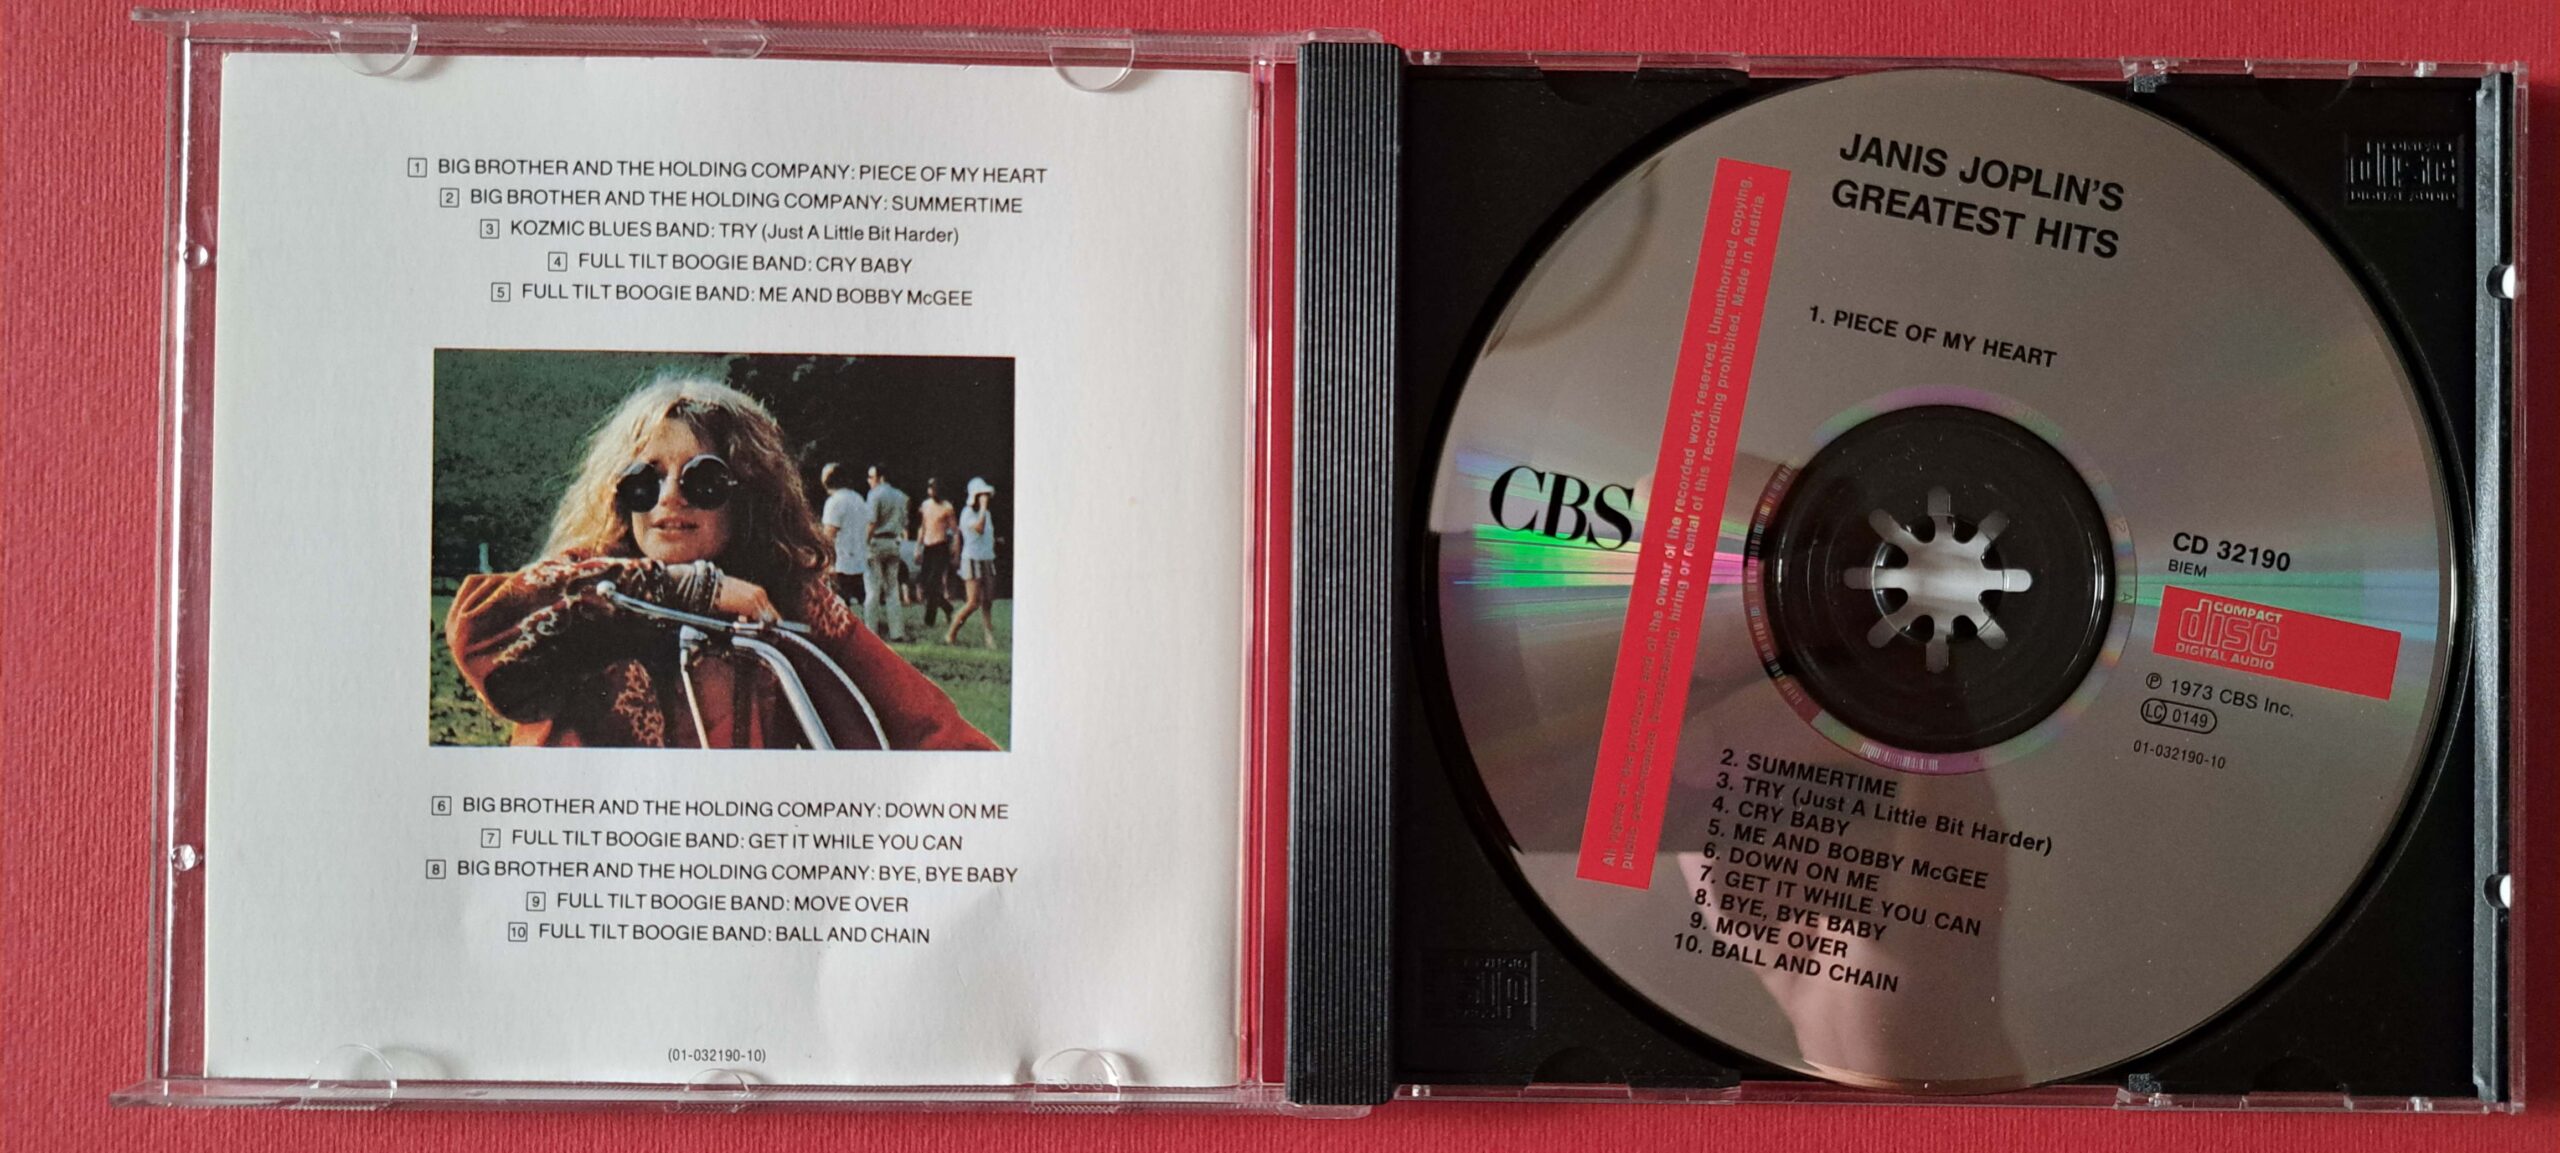 1 BIG BROTHER AND THE HOLDING COMPANY: PIECE OF MY HEART
2 BIG BROTHER AND THE HOLDING COMPANY: SUMMERTIME
3 KOZMIC BLUES BAND: TRY (Just A Little Bit Harder)
4 FULL TILT BOOGIE BAND: CRY BABY
5 FULL TILT BOOGIE BAND: ME AND BOBBY McGEE
6 BIG BROTHER AND THE HOLDING COMPANY: DOWN ON ME
7 FULL TILT BOOGIE BAND: GET IT WHILE YOU CAN
8 BIG BROTHER AND THE HOLDING COMPANY: BYE, BYE BABY
9 FULL TILT BOOGIE BAND: MOVE OVER
10 FULL TILT BOOGIE BAND: BALL AND CHAIN
(01-032190-10)
JANIS JOPLIN'S
GREATEST HITS
1. PIECE OF MY HEART
CBS
All rights of the producer and of the owner of the recorded work reserved. Unauthorised copying,
public performance, broadcasting, hiring or rental of this recording prohibited. Made in Austria.
CD 32190
BIEM
COMPACT
disc
DIGITAL AUDIO
℗ 1973 CBS Inc.
LC 0149
01-032190-10
2. SUMMERTIME
3. TRY (Just A Little Bit Harder)
4. CRY BABY
5. ME AND BOBBY McGEE
6. DOWN ON ME
7. GET IT WHILE YOU CAN
8. BYE, BYE BABY
9. MOVE OVER
10. BALL AND CHAIN
COMPACT
disc
DIGITAL AUDIO